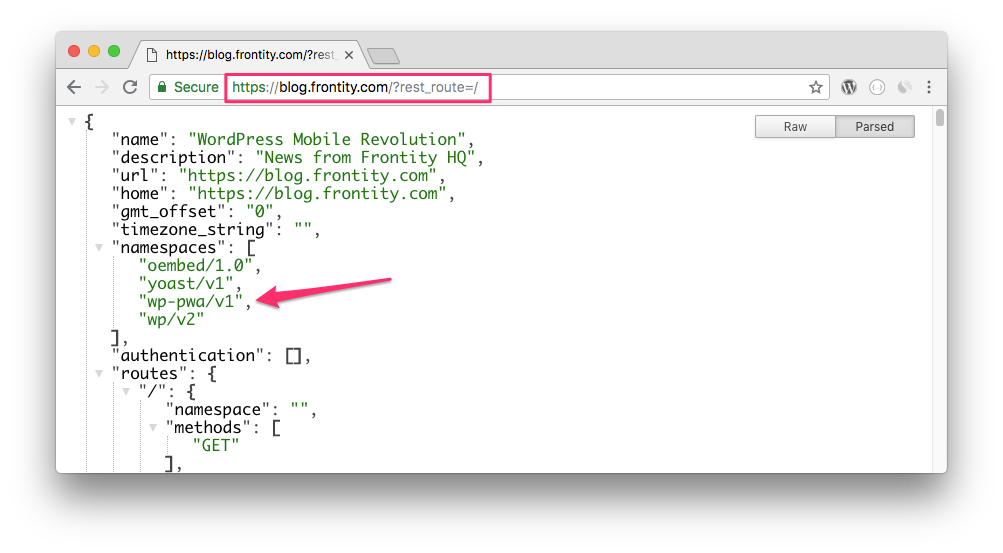 https://blog.frontity.com/?rest_
Secure https://blog.frontity.com/?rest_route=/
Raw Parsed
{
"name": "WordPress Mobile Revolution",
"description": "News from Frontity HQ",
"url": "https://blog.frontity.com",
"home": "https://blog.frontity.com",
"gmt_offset": "0",
"timezone_string": "",
"namespaces": [
"oembed/1.0",
"yoast/v1",
"wp-pwa/v1",
"wp/v2"
],
"authentication": [],
"routes": {
"/": {
"namespace": "",
"methods": [
"GET"
],